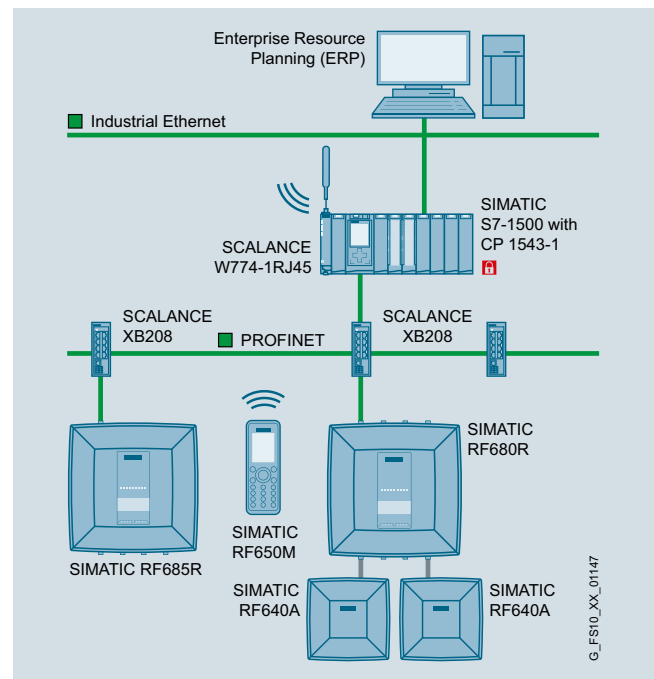 Enterprise Resource
Planning (ERP)
Industrial Ethernet
SIMATIC
S7-1500 with
CP 1543-1
SCALANCE
W774-1RJ45
SCALANCE
XB208
PROFINET
SCALANCE
XB208
SIMATIC
RF680R
SIMATIC
RF650M
SIMATIC RF685R
SIMATIC
RF640A
SIMATIC
RF640A
G_FS10_XX_01147